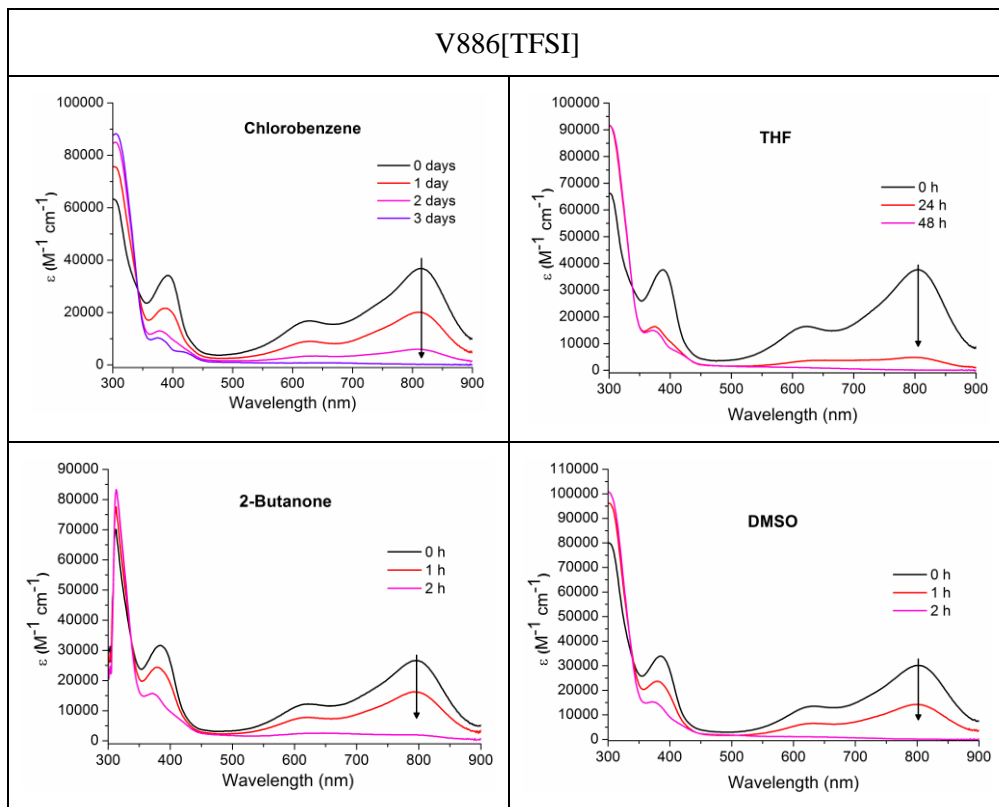 V886[TFSI]
Chlorobenzene
0 days
1 day
2 days
3 days
ε (M⁻¹ cm⁻¹)
100000
80000
60000
40000
20000
0
300 400 500 600 700 800 900
Wavelength (nm)
THF
0 h
24 h
48 h
ε (M⁻¹ cm⁻¹)
100000
90000
80000
70000
60000
50000
40000
30000
20000
10000
0
300 400 500 600 700 800 900
Wavelength (nm)
2-Butanone
0 h
1 h
2 h
ε (M⁻¹ cm⁻¹)
90000
80000
70000
60000
50000
40000
30000
20000
10000
0
300 400 500 600 700 800 900
Wavelength (nm)
DMSO
0 h
1 h
2 h
ε (M⁻¹ cm⁻¹)
110000
100000
90000
80000
70000
60000
50000
40000
30000
20000
10000
0
300 400 500 600 700 800 900
Wavelength (nm)